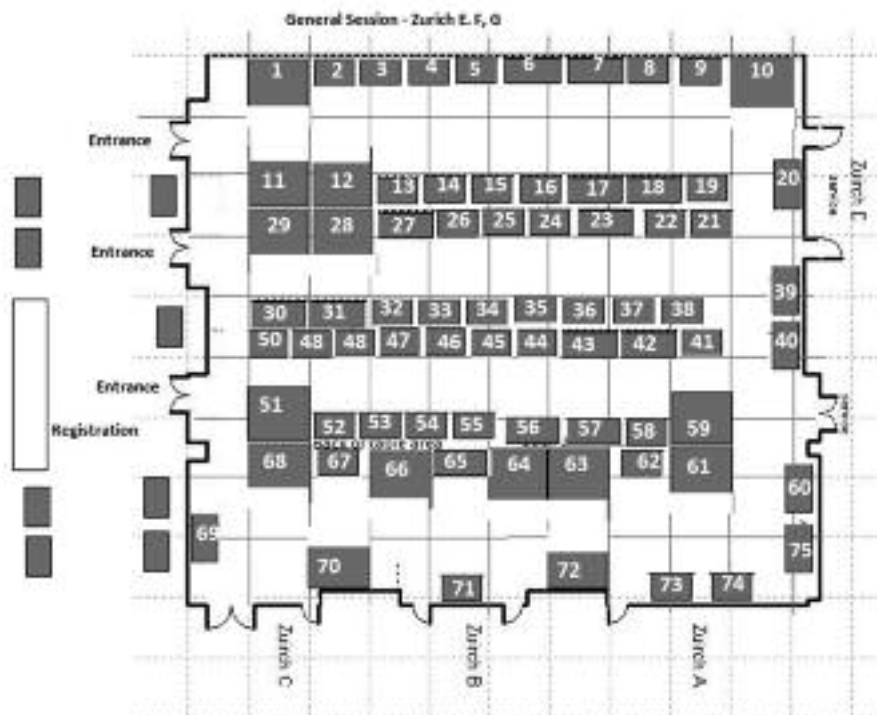 General Session - Zurich E, F, G
1 2 3 4 5 6 7 8 9 10
Entrance
11 12 13 14 15 16 17 18 19 20
Zurich E
service
29 28 27 26 25 24 23 22 21
Entrance
39
30 31 32 33 34 35 36 37 38
50 48 48 47 46 45 44 43 42 41 40
Entrance
51 52 53 54 55 56 57 58 59
service
Registration
68 67 66 65 64 63 62 61 60
69 75
70 71 72 73 74
Zurich C Zurich B Zurich A